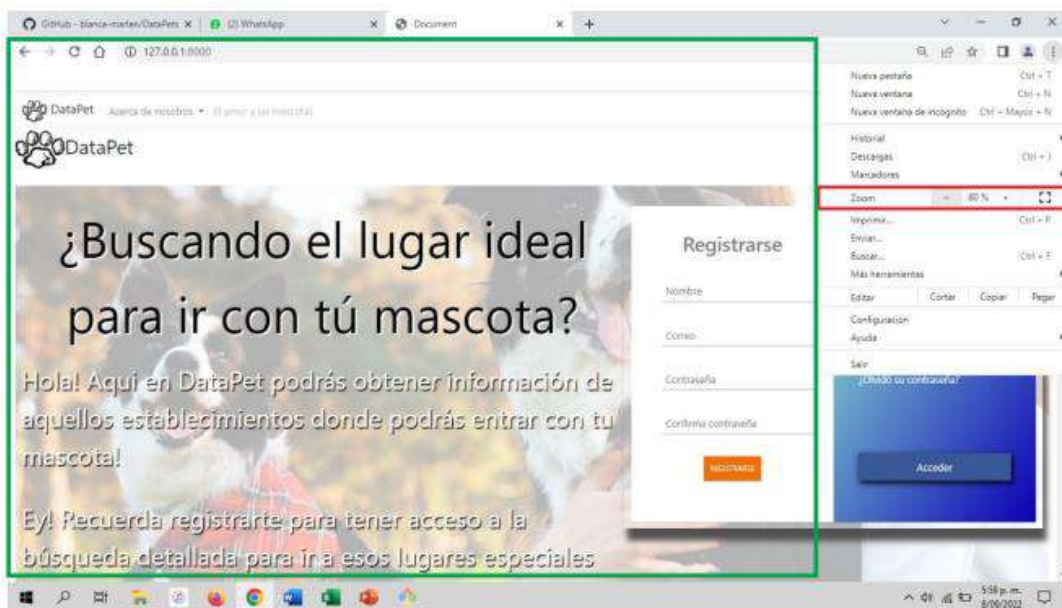 GitHub - blanca-marten/DataPets
(2) WhatsApp
Document
127.0.0.1:8000
DataPet
Acerca de nosotros
El amor a las mascotas
DataPet
¿Buscando el lugar ideal
para ir con tú mascota?
Hola! Aqui en DataPet podrás obtener información de
aquellos establecimientos donde podrás entrar con tu
mascota!
Ey! Recuerda registrarte para tener acceso a la
búsqueda detallada para ir a esos lugares especiales
Registrarse
Nombre
Correo
Contraseña
Confirma contraseña
REGISTRARSE
Nueva pestaña Ctrl + T
Nueva ventana Ctrl + N
Nueva ventana de incógnito Ctrl + Mayús + N
Historial
Descargas Ctrl + J
Marcadores
Zoom - 80 % +
Imprimir... Ctrl + P
Enviar...
Buscar... Ctrl + F
Más herramientas
Editar Cortar Copiar Pegar
Configuración
Ayuda
Salir
¿Olvidó su contraseña?
Acceder
5:59 p. m.
8/09/2022